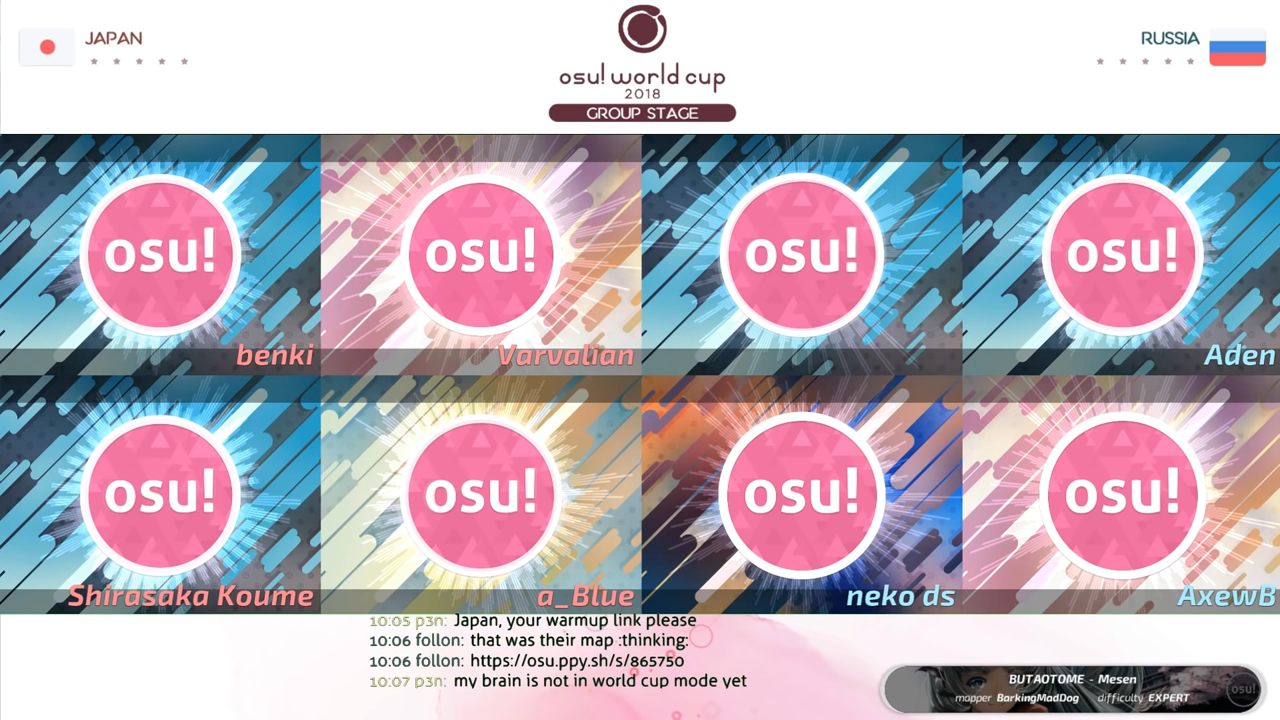 JAPAN
RUSSIA
osu! world cup
2018
GROUP STAGE
osu!
osu!
osu!
osu!
benki
Varvalian
Aden
osu!
osu!
osu!
osu!
Shirasaka Koume
a_Blue
neko ds
AxewB
10:05 p3n: Japan, your warmup link please
10:06 follon: that was their map :thinking:
10:06 follon: https://osu.ppy.sh/s/865750
10:07 p3n: my brain is not in world cup mode yet
BUTAOTOME - Mesen
mapper BarkingMadDog difficulty EXPERT
osu!